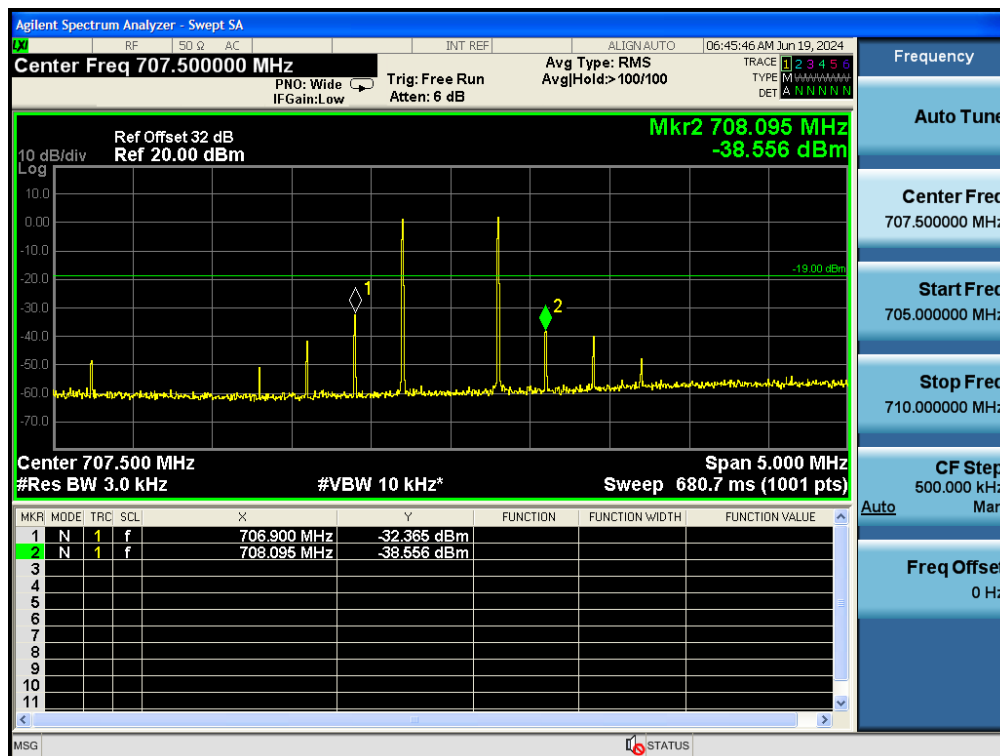 Agilent Spectrum Analyzer - Swept SA
LXI RF 50 Ω AC INT REF ALIGN AUTO 06:45:46 AM Jun 19, 2024
Center Freq 707.500000 MHz
PNO: Wide
IFGain:Low
Trig: Free Run
Atten: 6 dB
Avg Type: RMS
Avg|Hold:> 100/100
TRACE 1 2 3 4 5 6
TYPE M
DET A N N N N N
Mkr2 708.095 MHz
-38.556 dBm
Ref Offset 32 dB
10 dB/div Ref 20.00 dBm
Log
10.0
0.00
-10.0
-20.0
-30.0
-40.0
-50.0
-60.0
-70.0
-19.00 dBm
1
2
Center 707.500 MHz Span 5.000 MHz
#Res BW 3.0 kHz #VBW 10 kHz* Sweep 680.7 ms (1001 pts)
MKR MODE TRC SCL X Y FUNCTION FUNCTION WIDTH FUNCTION VALUE
1 N 1 f 706.900 MHz -32.365 dBm
2 N 1 f 708.095 MHz -38.556 dBm
3
4
5
6
7
8
9
10
11
MSG STATUS
Frequency
Auto Tune
Center Freq
707.500000 MHz
Start Freq
705.000000 MHz
Stop Freq
710.000000 MHz
CF Step
500.000 kHz
Auto Man
Freq Offset
0 Hz